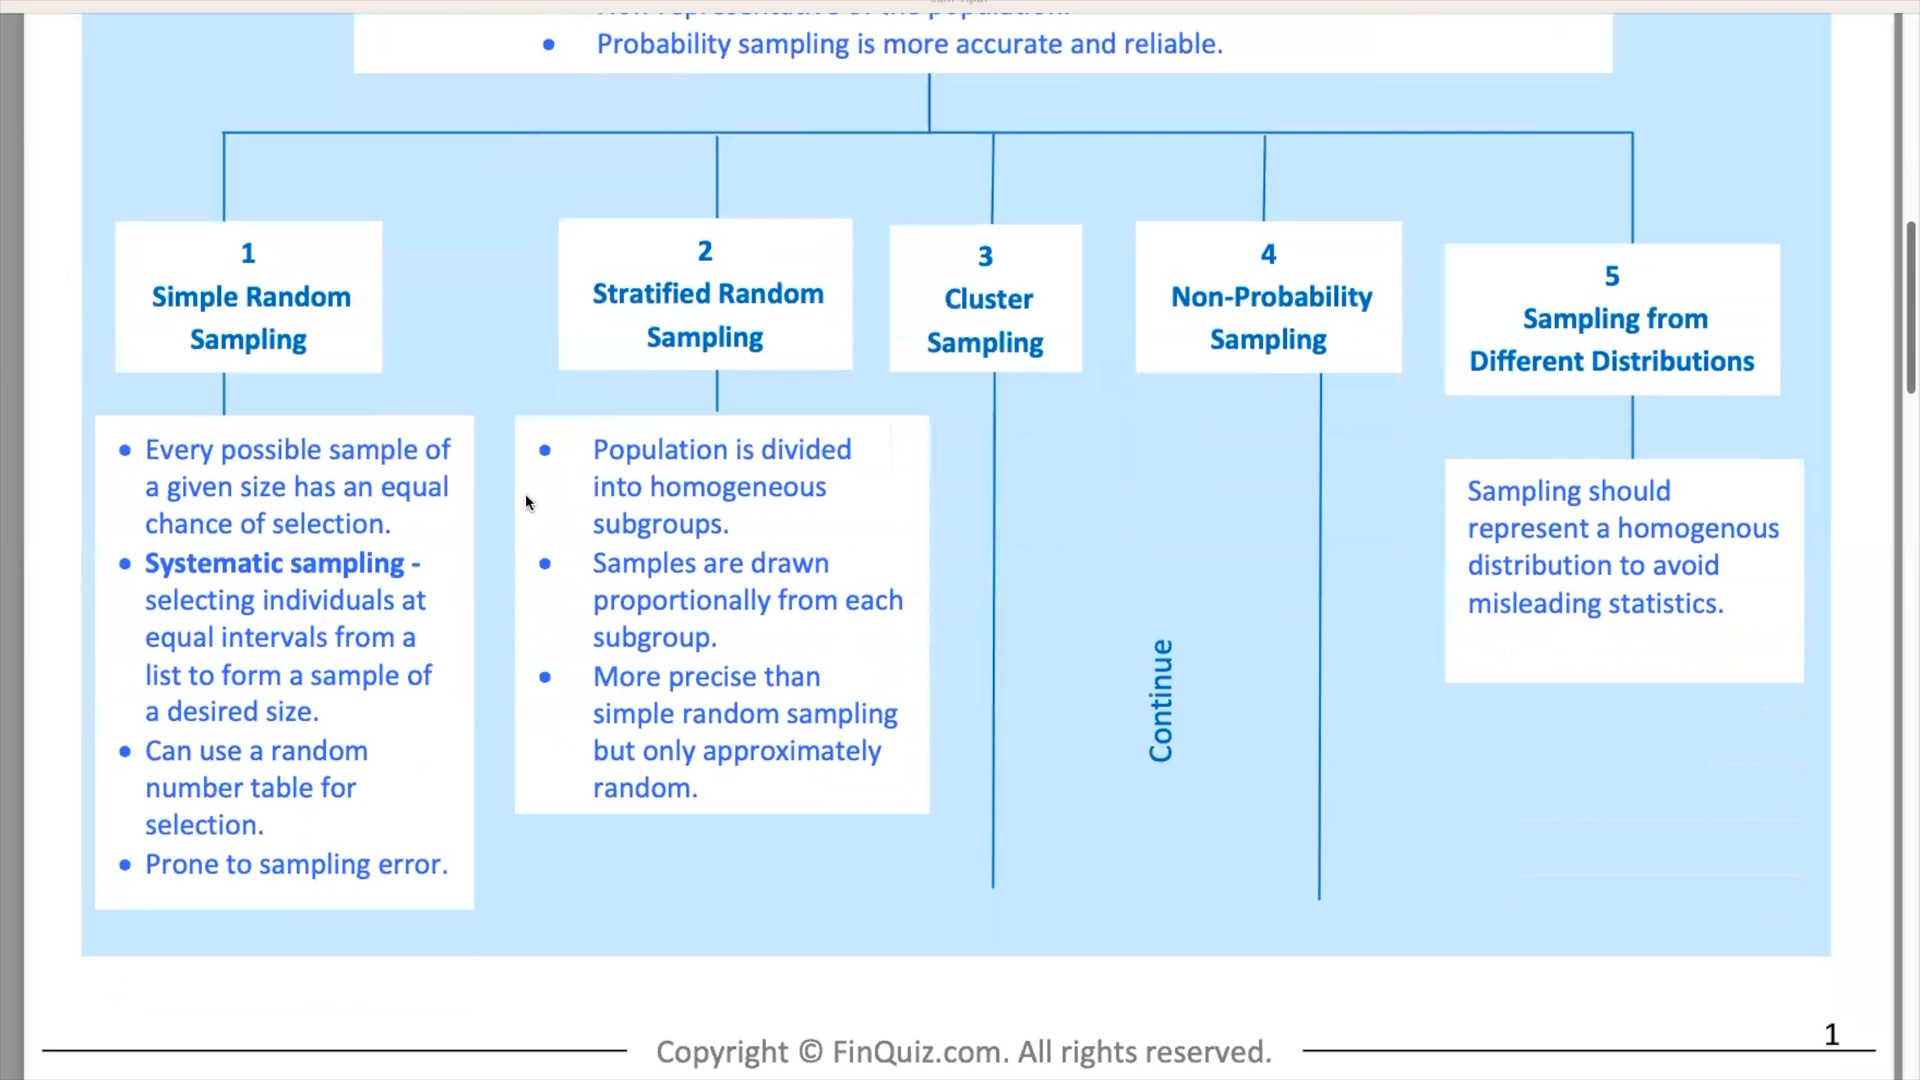 • Probability sampling is more accurate and reliable.
1
Simple Random
Sampling
2
Stratified Random
Sampling
3
Cluster
Sampling
4
Non-Probability
Sampling
5
Sampling from
Different Distributions
• Every possible sample of
a given size has an equal
chance of selection.
• Systematic sampling -
selecting individuals at
equal intervals from a
list to form a sample of
a desired size.
• Can use a random
number table for
selection.
• Prone to sampling error.
• Population is divided
into homogeneous
subgroups.
• Samples are drawn
proportionally from each
subgroup.
• More precise than
simple random sampling
but only approximately
random.
Continue
Sampling should
represent a homogenous
distribution to avoid
misleading statistics.
1
Copyright © FinQuiz.com. All rights reserved.